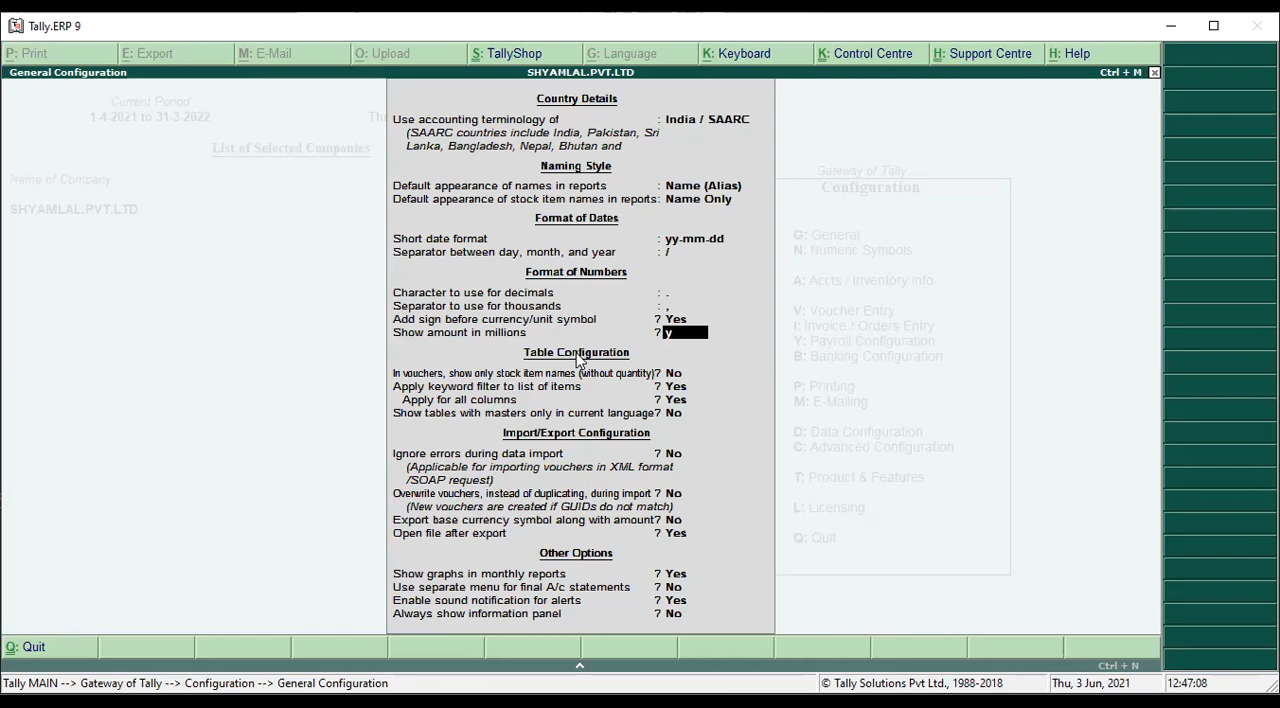 Tally.ERP 9
P: Print E: Export M: E-Mail O: Upload S: TallyShop G: Language K: Keyboard K: Control Centre H: Support Centre H: Help
General Configuration SHYAMLAL.PVT.LTD Ctrl + M
Current Period
1-4-2021 to 31-3-2022
List of Selected Companies
Name of Company
SHYAMLAL.PVT.LTD
Country Details
Use accounting terminology of : India / SAARC
(SAARC countries include India, Pakistan, Sri
Lanka, Bangladesh, Nepal, Bhutan and
Naming Style
Default appearance of names in reports : Name (Alias)
Default appearance of stock item names in reports: Name Only
Format of Dates
Short date format : yy-mm-dd
Separator between day, month, and year : /
Format of Numbers
Character to use for decimals : .
Separator to use for thousands : ,
Add sign before currency/unit symbol ? Yes
Show amount in millions ? y
Table Configuration
In vouchers, show only stock item names (without quantity)? No
Apply keyword filter to list of items ? Yes
Apply for all columns ? Yes
Show tables with masters only in current language? No
Import/Export Configuration
Ignore errors during data import ? No
(Applicable for importing vouchers in XML format
/SOAP request)
Overwrite vouchers, instead of duplicating, during import ? No
(New vouchers are created if GUIDs do not match)
Export base currency symbol along with amount? No
Open file after export ? Yes
Other Options
Show graphs in monthly reports ? Yes
Use separate menu for final A/c statements ? No
Enable sound notification for alerts ? Yes
Always show information panel ? No
Gateway of Tally ...
Configuration
G: General
N: Numeric Symbols
A: Accts / Inventory Info.
V: Voucher Entry
I: Invoice / Orders Entry
Y: Payroll Configuration
B: Banking Configuration
P: Printing
M: E-Mailing
D: Data Configuration
C: Advanced Configuration
T: Product & Features
L: Licensing
Q: Quit
Q: Quit
Ctrl + N
Tally MAIN --> Gateway of Tally --> Configuration --> General Configuration © Tally Solutions Pvt Ltd., 1988-2018 Thu, 3 Jun, 2021 12:47:08